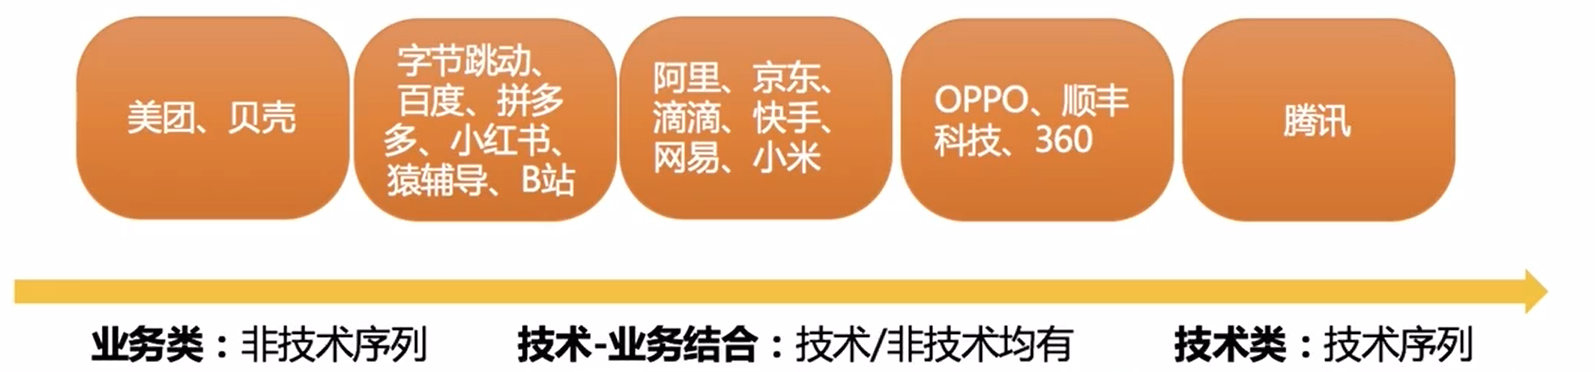 美团、贝壳
字节跳动、
百度、拼多
多、小红书、
猿辅导、B站
阿里、京东、
滴滴、快手、
网易、小米
OPPO、顺丰
科技、360
腾讯
业务类：非技术序列
技术-业务结合：技术/非技术均有
技术类：技术序列